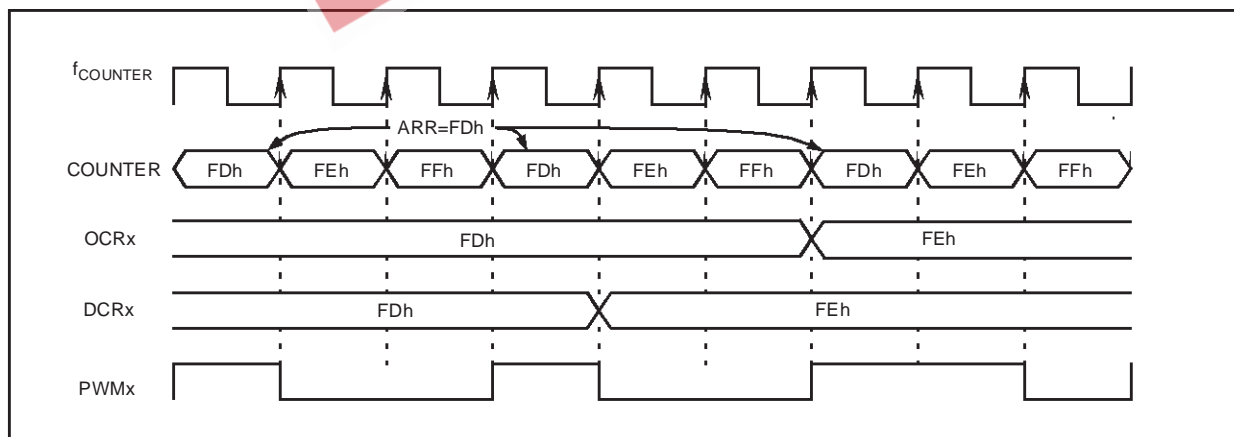 fCOUNTER
ARR=FDh
COUNTER FDh FEh FFh FDh FEh FFh FDh FEh FFh
OCRx FDh FEh
DCRx FDh FEh
PWMx